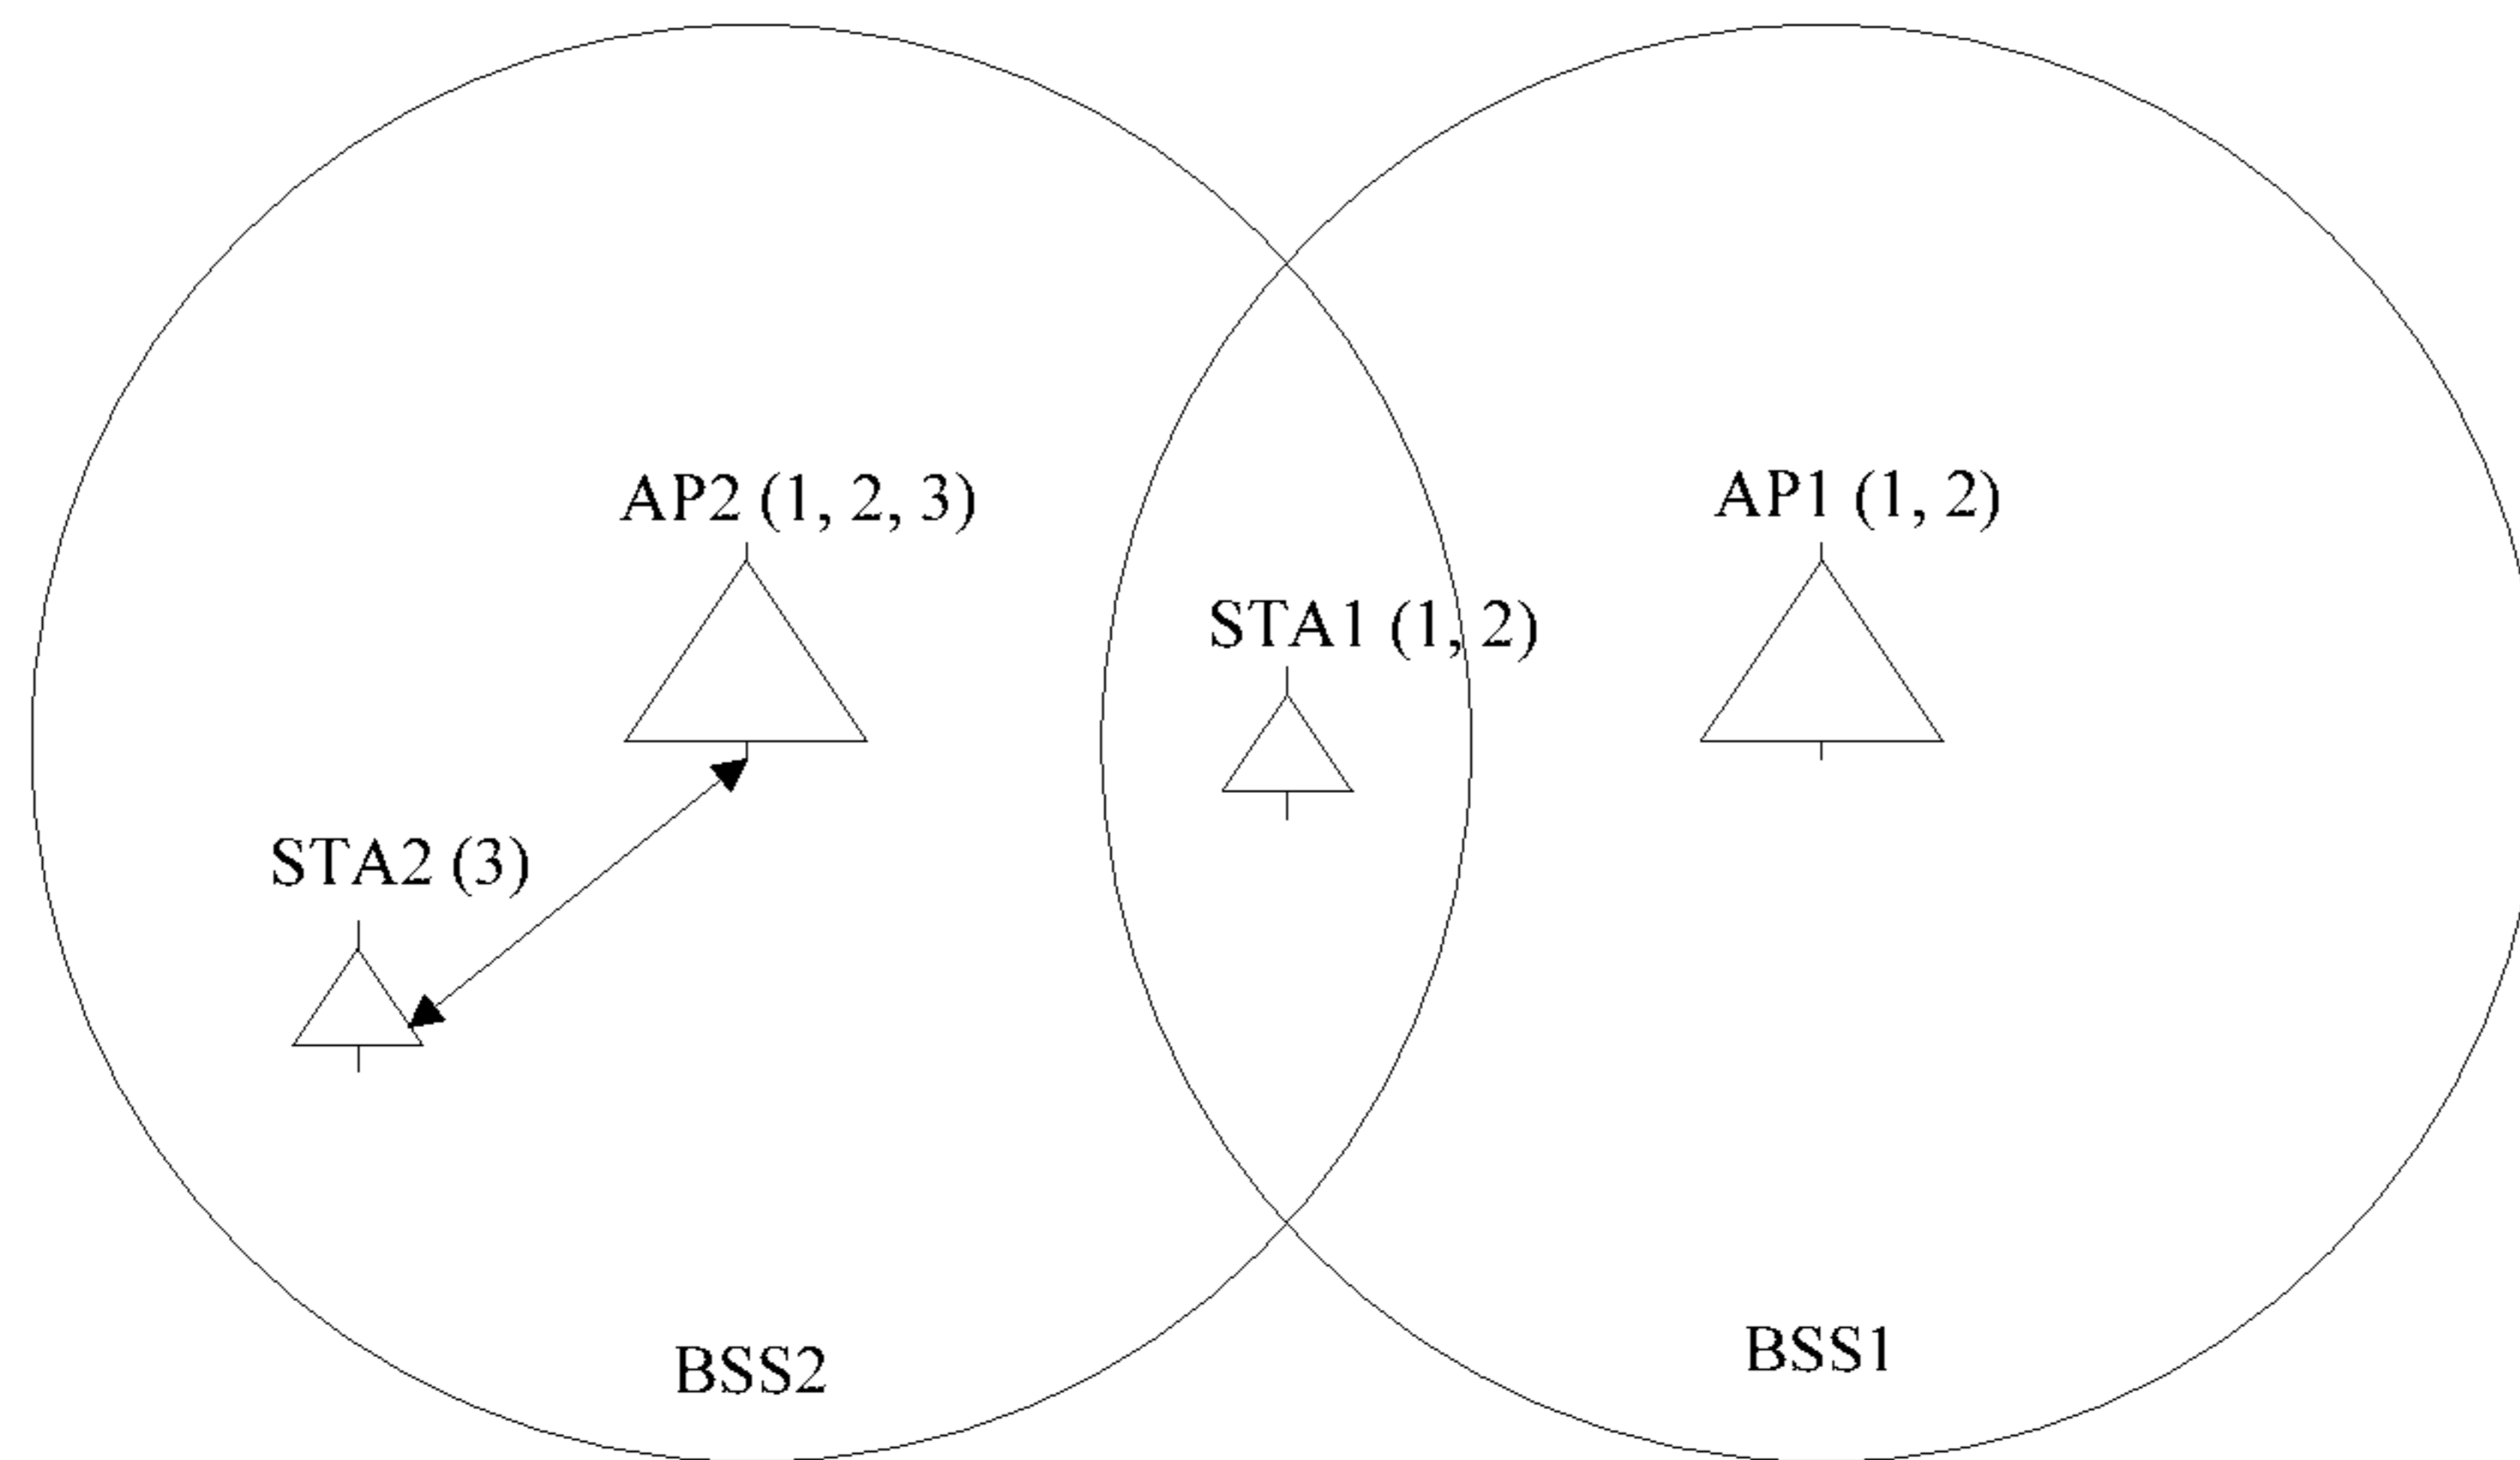 AP2 (1, 2, 3)
AP1 (1, 2)
STA1 (1, 2)
STA2 (3)
BSS2
BSS1